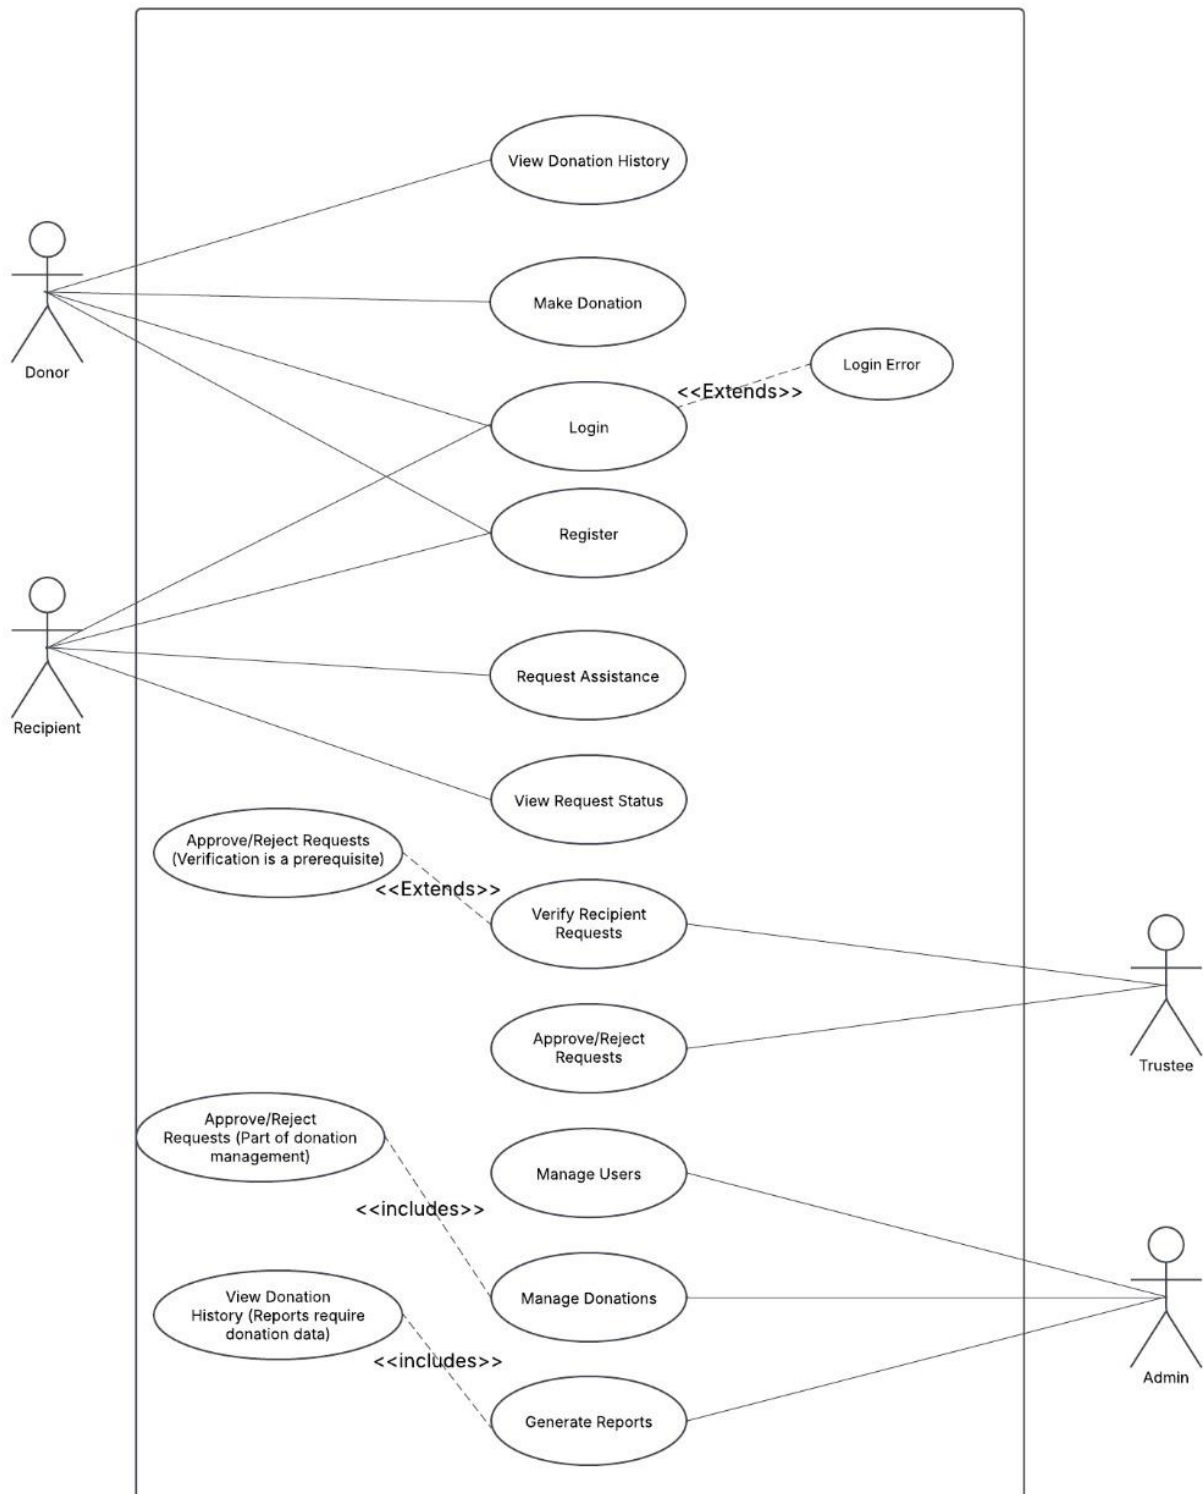 View Donation History
Make Donation
Donor
Login Error
<<Extends>>
Login
Register
Request Assistance
Recipient
View Request Status
Approve/Reject Requests
(Verification is a prerequisite)
<<Extends>>
Verify Recipient
Requests
Approve/Reject
Requests
Trustee
Approve/Reject
Requests (Part of donation
management)
Manage Users
<<includes>>
Manage Donations
View Donation
History (Reports require
donation data)
<<includes>>
Admin
Generate Reports